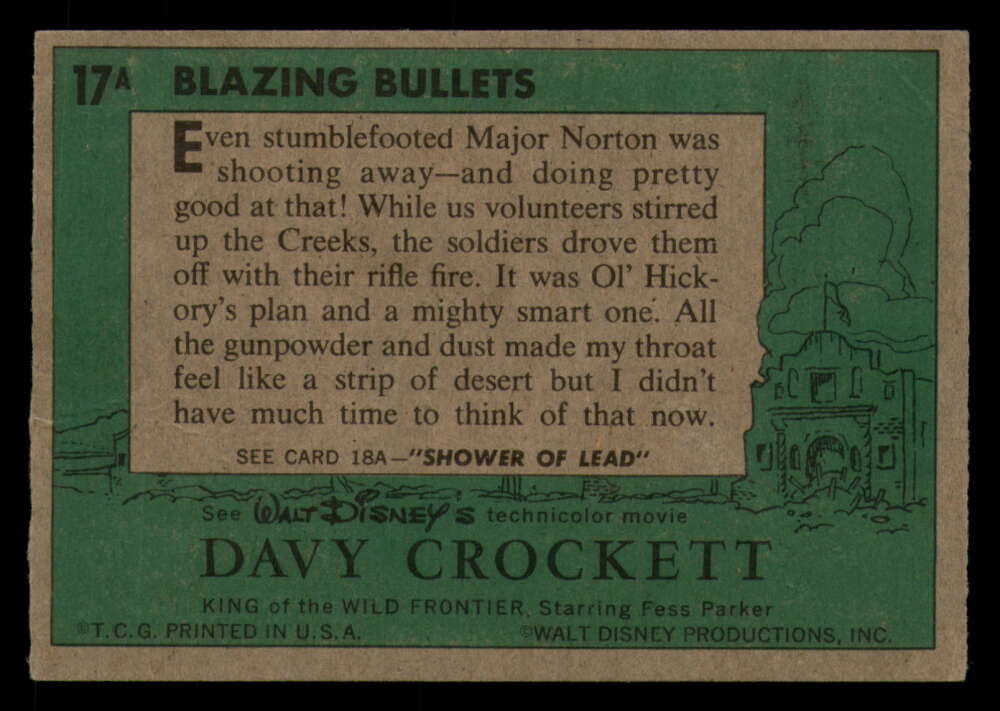 17A BLAZING BULLETS
Even stumblefooted Major Norton was
shooting away—and doing pretty
good at that! While us volunteers stirred
up the Creeks, the soldiers drove them
off with their rifle fire. It was Ol' Hick-
ory's plan and a mighty smart one. All
the gunpowder and dust made my throat
feel like a strip of desert but I didn't
have much time to think of that now.
SEE CARD 18A—"SHOWER OF LEAD"
See WALT DISNEY'S technicolor movie
DAVY CROCKETT
KING of the WILD FRONTIER, Starring Fess Parker
©T.C.G. PRINTED IN U.S.A. ©WALT DISNEY PRODUCTIONS, INC.